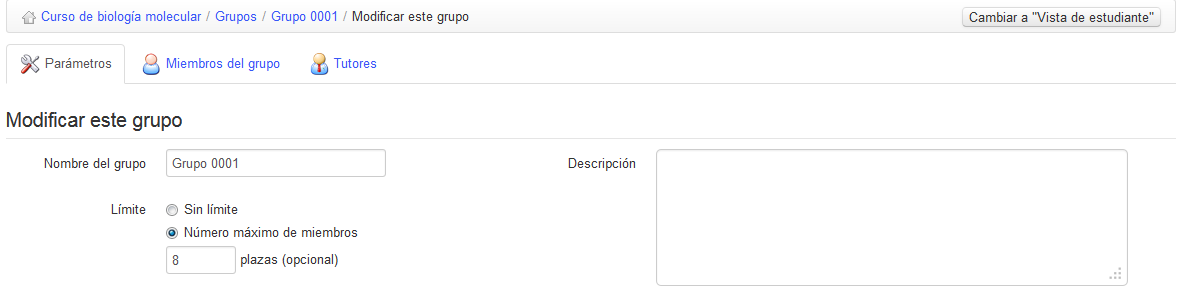 Curso de biología molecular / Grupos / Grupo 0001 / Modificar este grupo
Cambiar a "Vista de estudiante"
Parámetros Miembros del grupo Tutores
Modificar este grupo
Nombre del grupo Grupo 0001
Descripción
Límite Sin límite
Número máximo de miembros
8 plazas (opcional)